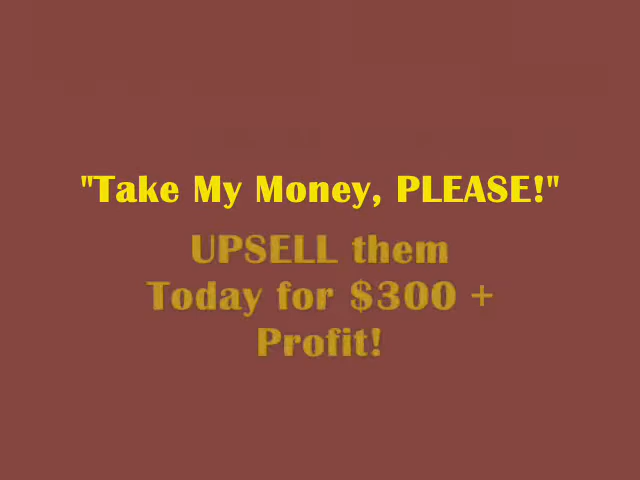 "Take My Money, PLEASE!"
UPSELL them
Today for $300 +
Profit!